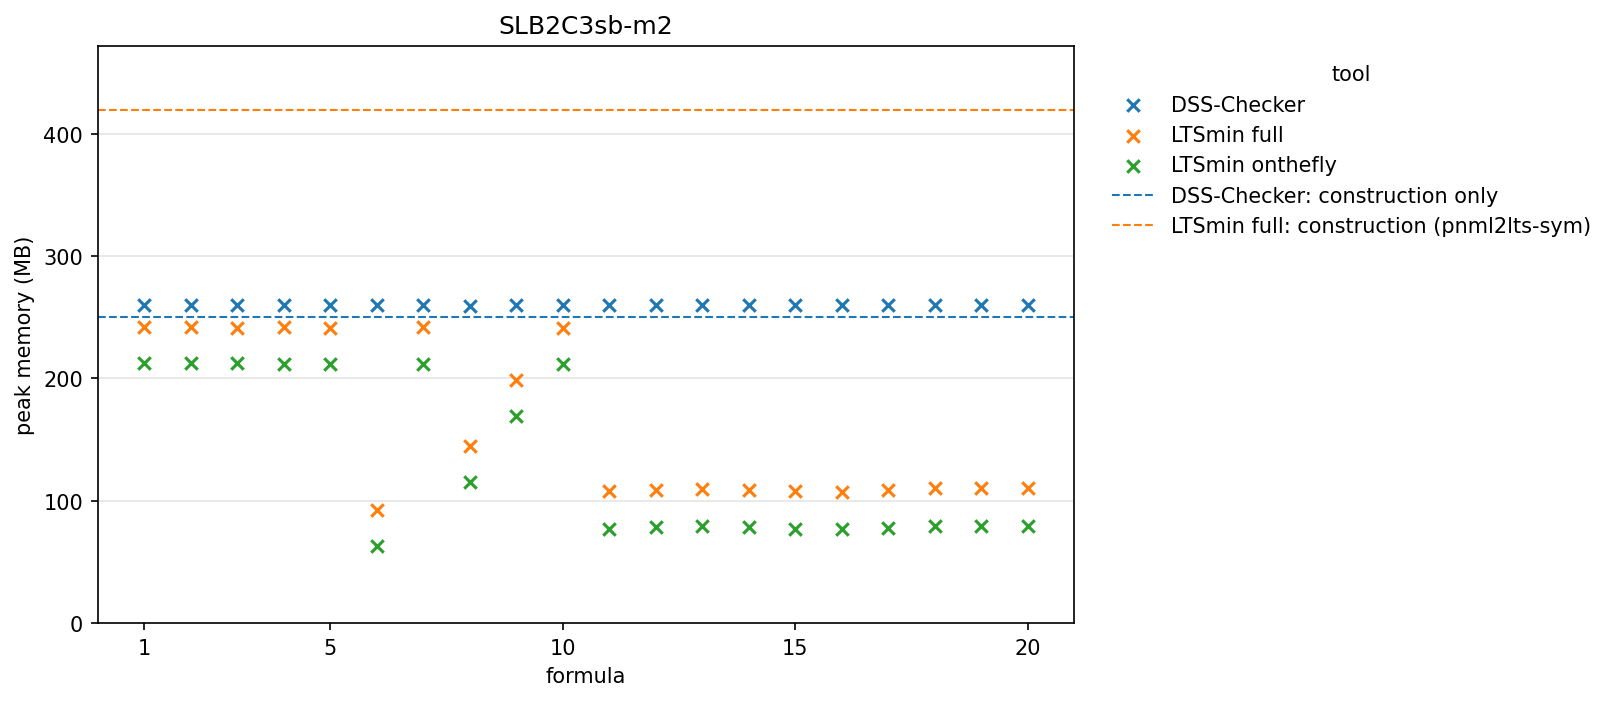 SLB2C3sb-m2
peak memory (MB)
400
300
200
100
0
1
5
10
15
20
formula
tool
DSS-Checker
LTSmin full
LTSmin onthefly
DSS-Checker: construction only
LTSmin full: construction (pnml2lts-sym)